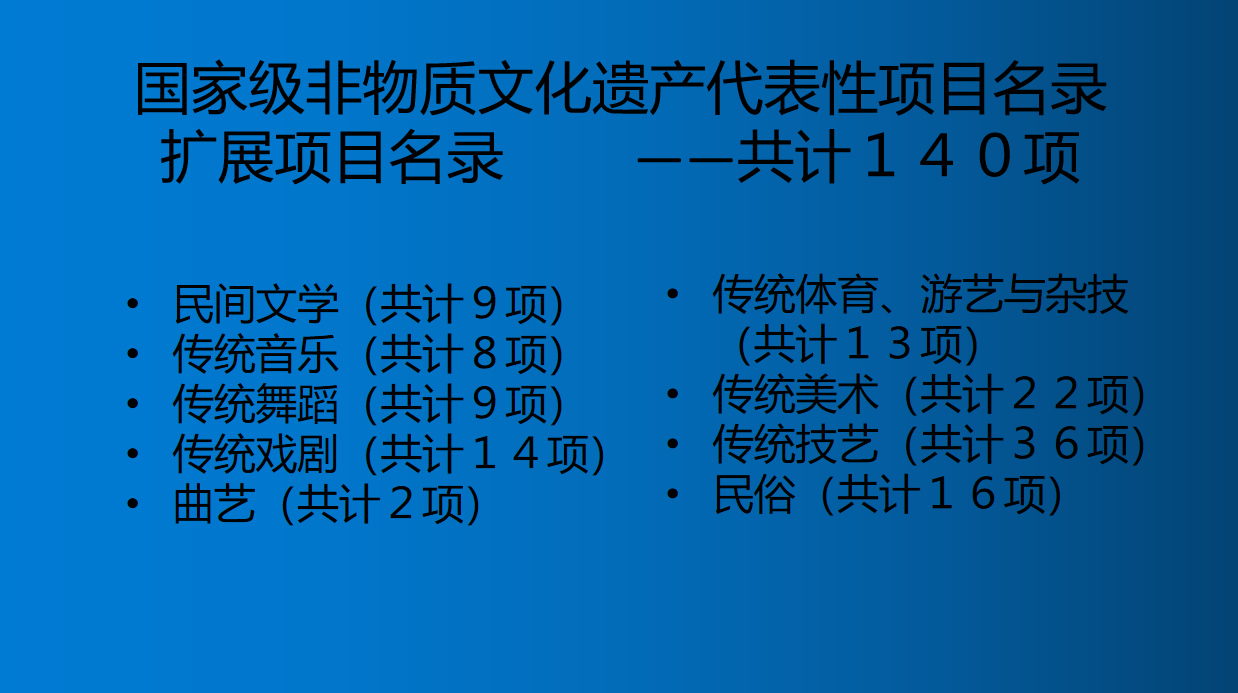 国家级非物质文化遗产代表性项目名录
扩展项目名录 ——共计１４０项
• 民间文学（共计９项）
• 传统音乐（共计８项）
• 传统舞蹈（共计９项）
• 传统戏剧（共计１４项）
• 曲艺（共计２项）
• 传统体育、游艺与杂技
（共计１３项）
• 传统美术（共计２２项）
• 传统技艺（共计３６项）
• 民俗（共计１６项）